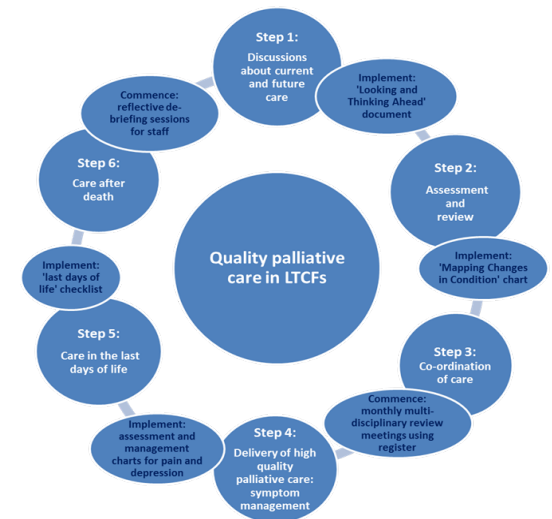 Step 1:
Discussions
about current
and future
care
Implement:
'Looking and
Thinking Ahead'
document
Step 2:
Assessment
and
review
Implement:
'Mapping Changes
in Condition' chart
Step 3:
Co-ordination
of care
Commence:
monthly multi-
disciplinary review
meetings using
register
Step 4:
Delivery of high
quality
palliative care:
symptom
management
Implement:
assessment and
management
charts for pain and
depression
Step 5:
Care in the last
days of life
Implement:
'last days of
life' checklist
Step 6:
Care after
death
Commence:
reflective de-
briefing sessions
for staff
Quality palliative
care in LTCFs